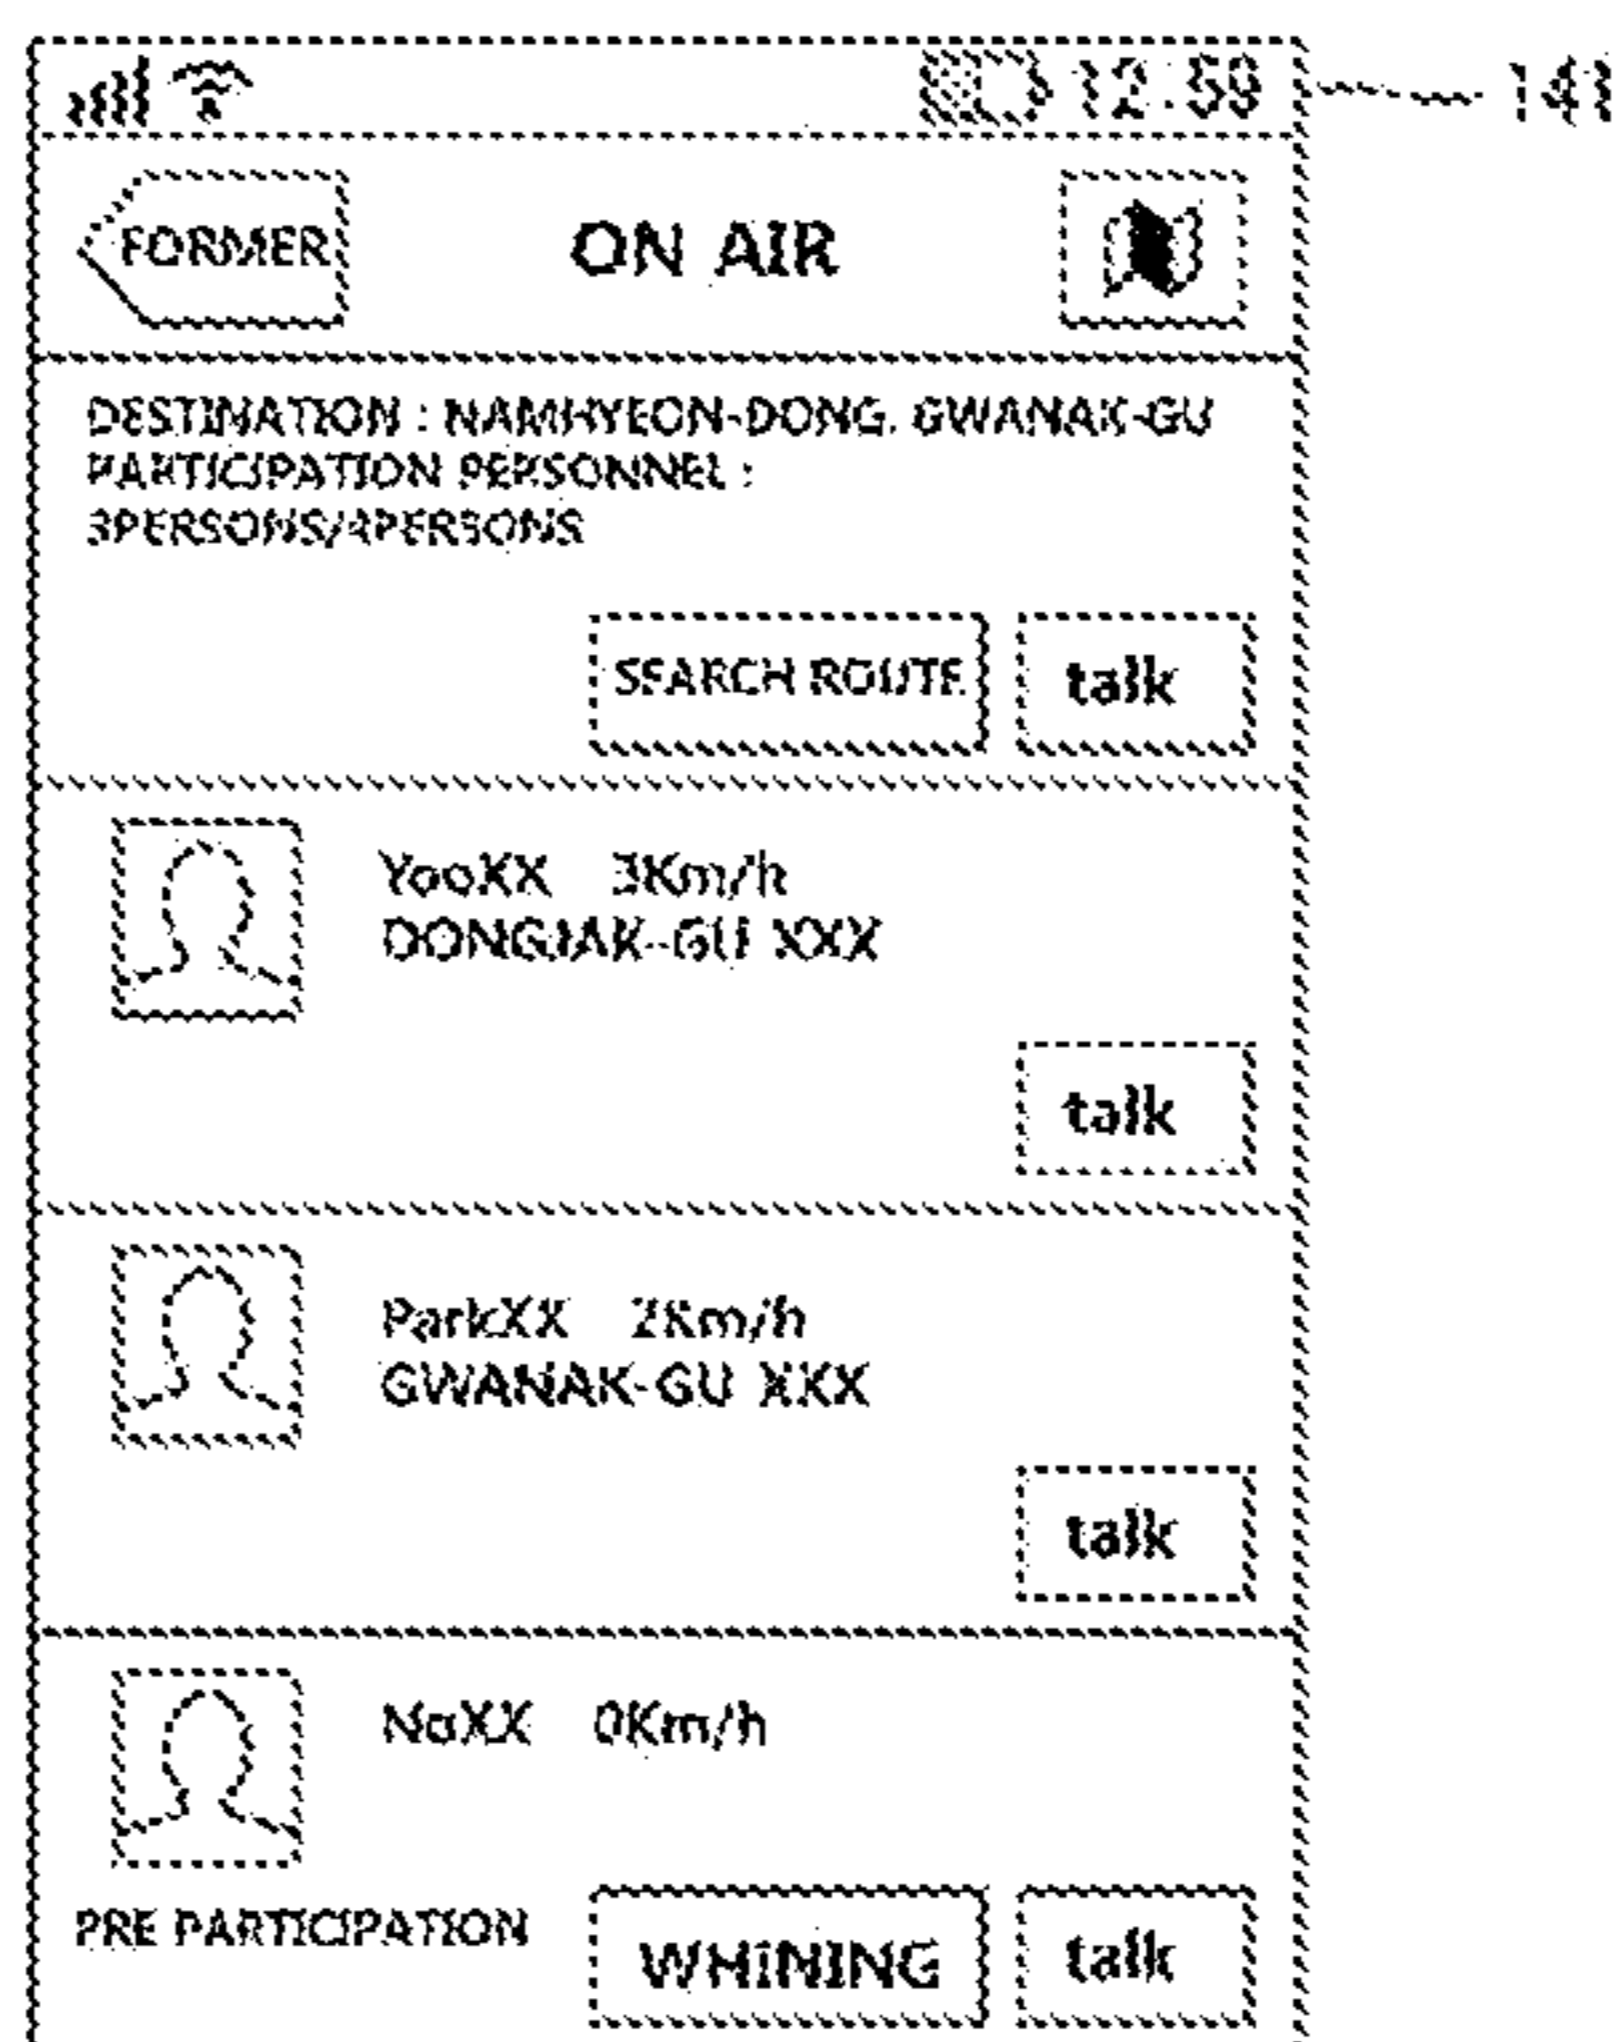 12:59
141
FORMER
ON AIR
DESTINATION : NAMHYEON-DONG, GWANAK-GU
PARTICIPATION PERSONNEL :
3PERSONS/4PERSONS
SEARCH ROUTE
talk
YooXX 3Km/h
DONGJAK-GU XXX
talk
ParkXX 2Km/h
GWANAK-GU XXX
talk
NaXX 0Km/h
PRE PARTICIPATION
WHINING
talk